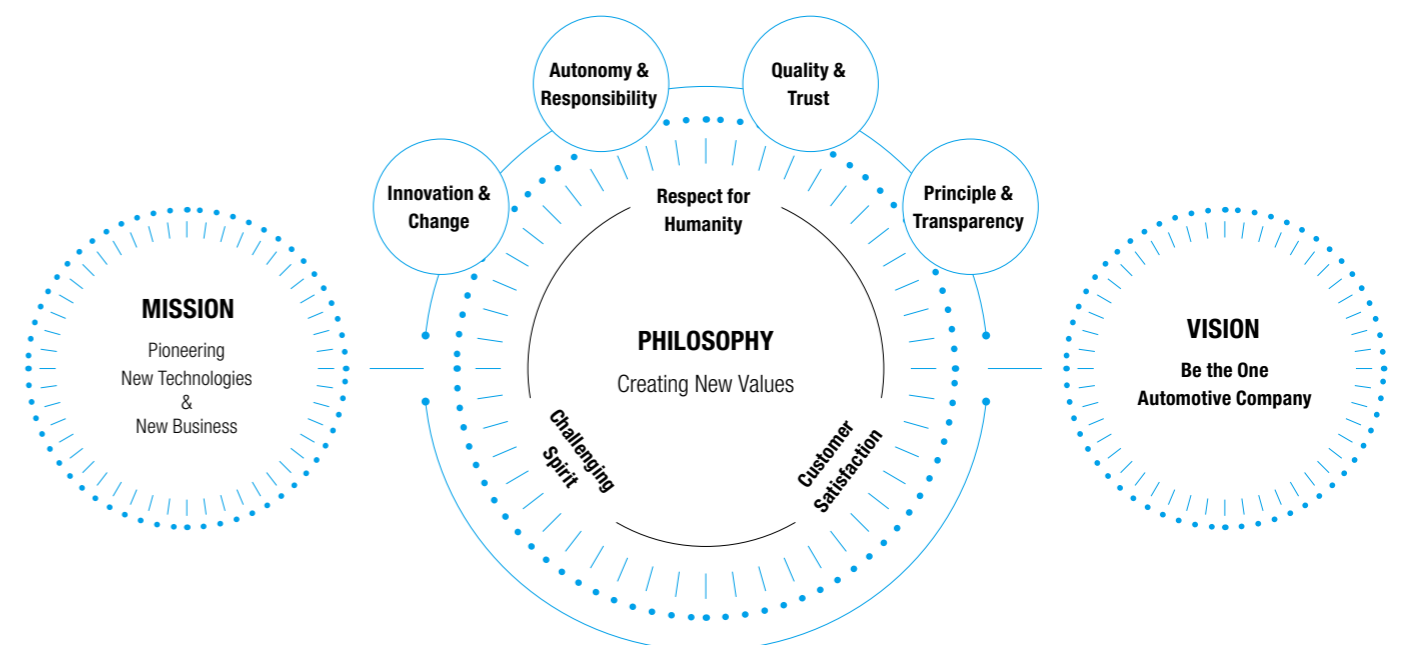 Autonomy &
Responsibility
Quality &
Trust
Innovation &
Change
Principle &
Transparency
Respect for
Humanity
MISSION
Pioneering
New Technologies
&
New Business
PHILOSOPHY
Creating New Values
Challenging
Spirit
Customer
Satisfaction
VISION
Be the One
Automotive Company